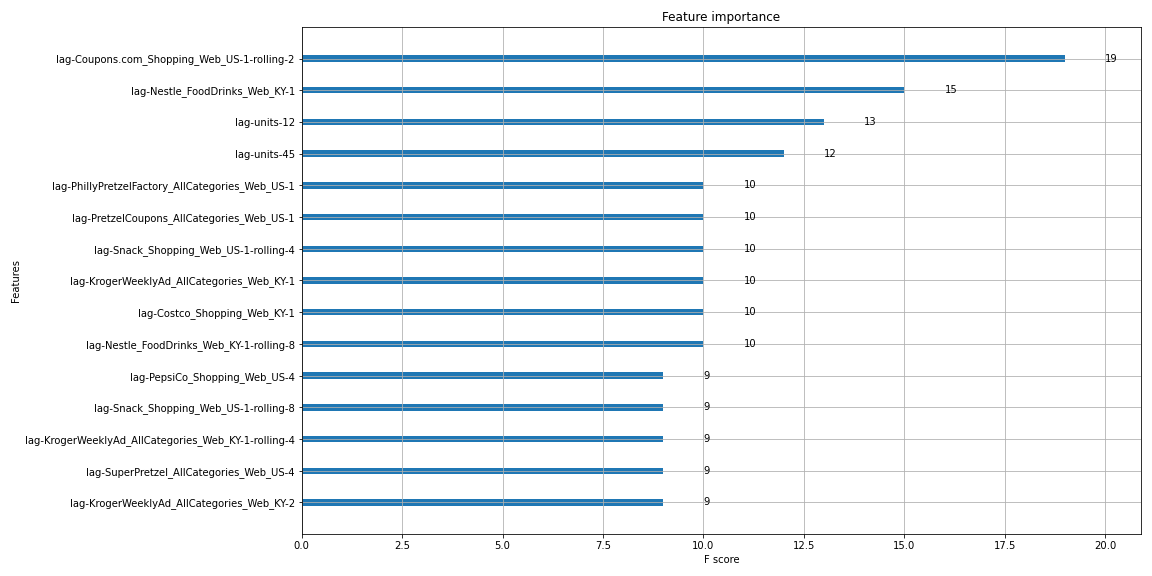 Feature importance
lag-Coupons.com_Shopping_Web_US-1-rolling-2
19
lag-Nestle_FoodDrinks_Web_KY-1
15
lag-units-12
13
lag-units-45
12
lag-PhillyPretzelFactory_AllCategories_Web_US-1
10
lag-PretzelCoupons_AllCategories_Web_US-1
10
lag-Snack_Shopping_Web_US-1-rolling-4
10
lag-KrogerWeeklyAd_AllCategories_Web_KY-1
10
lag-Costco_Shopping_Web_KY-1
10
lag-Nestle_FoodDrinks_Web_KY-1-rolling-8
10
lag-PepsiCo_Shopping_Web_US-4
9
lag-Snack_Shopping_Web_US-1-rolling-8
9
lag-KrogerWeeklyAd_AllCategories_Web_KY-1-rolling-4
9
lag-SuperPretzel_AllCategories_Web_US-4
9
lag-KrogerWeeklyAd_AllCategories_Web_KY-2
9
Features
0.0 2.5 5.0 7.5 10.0 12.5 15.0 17.5 20.0
F score